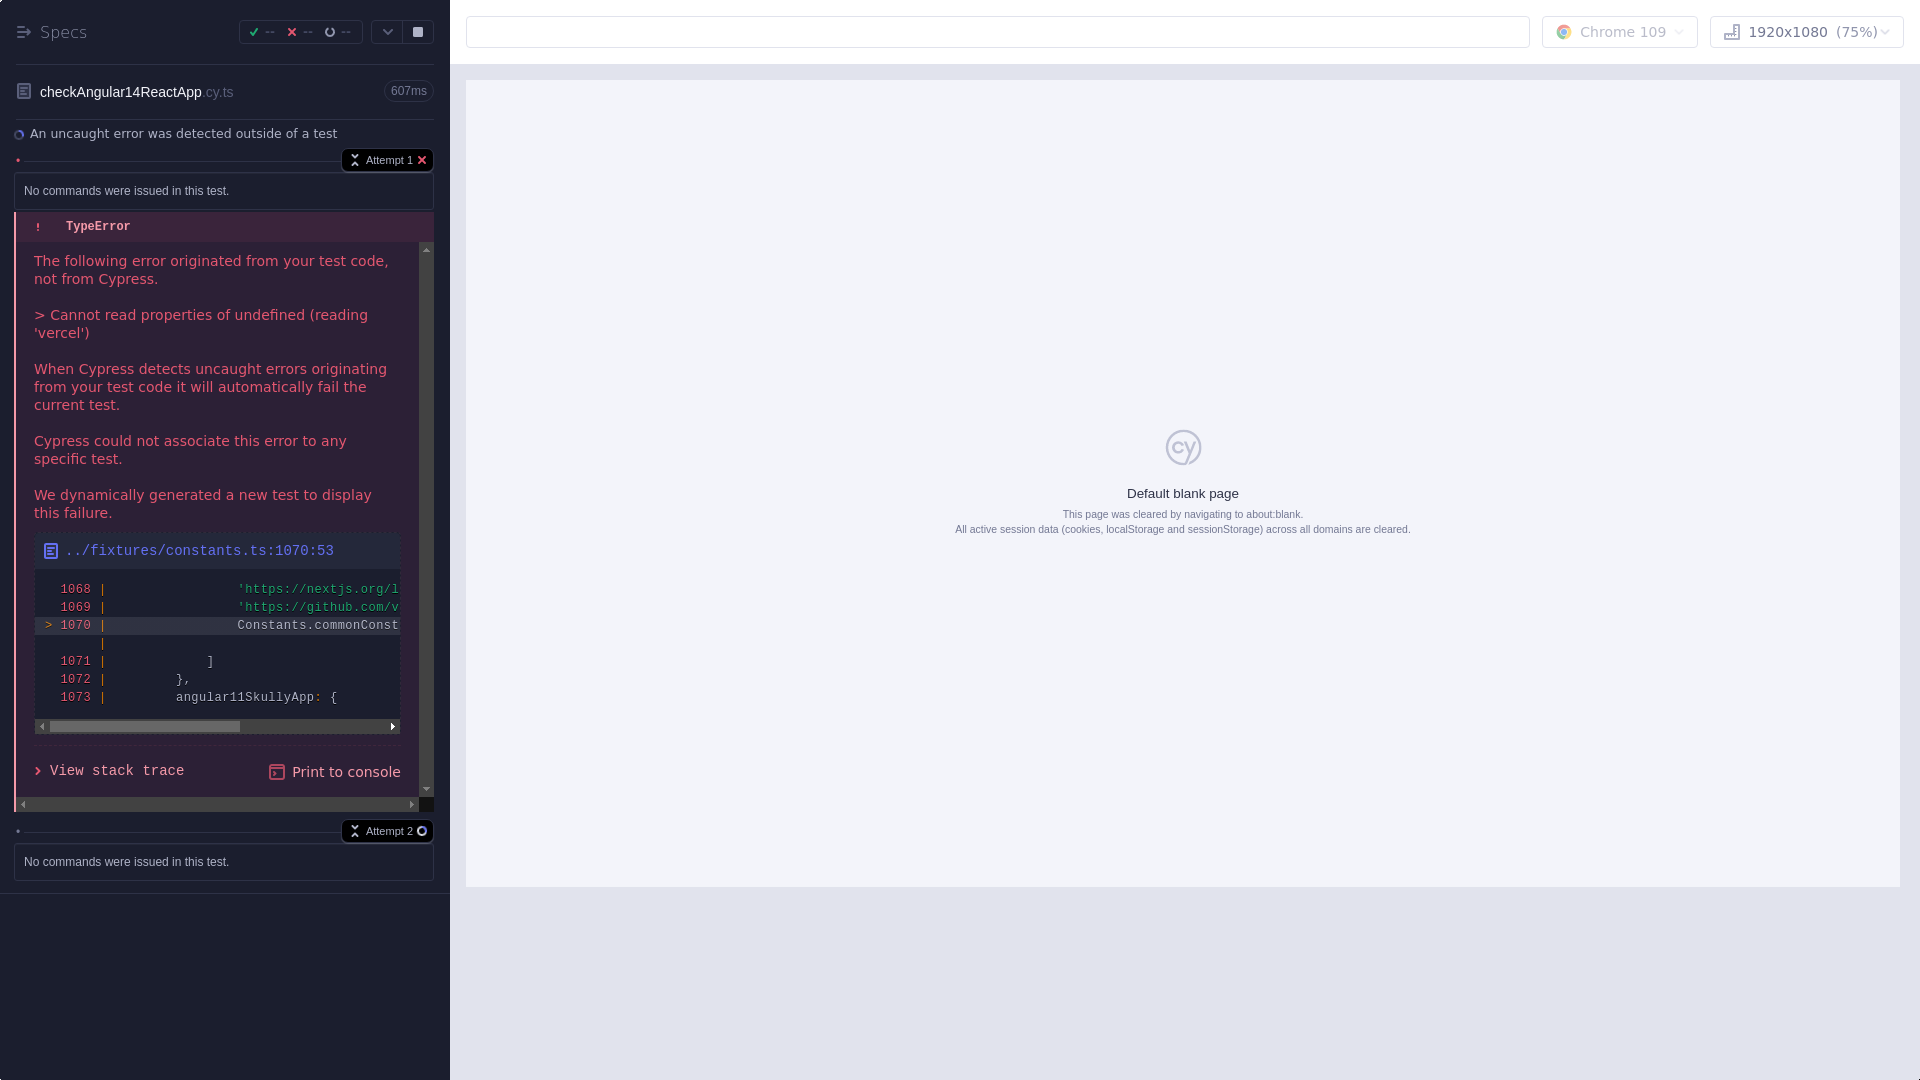 Specs
--
--
--
checkAngular14ReactApp.cy.ts
607ms
An uncaught error was detected outside of a test
Attempt 1
No commands were issued in this test.
! TypeError
The following error originated from your test code,
not from Cypress.
> Cannot read properties of undefined (reading
'vercel')
When Cypress detects uncaught errors originating
from your test code it will automatically fail the
current test.
Cypress could not associate this error to any
specific test.
We dynamically generated a new test to display
this failure.
../fixtures/constants.ts:1070:53
1068 | 'https://nextjs.org/l
1069 | 'https://github.com/v
> 1070 | Constants.commonConst
|
1071 | ]
1072 | },
1073 | angular11SkullyApp: {
View stack trace
Print to console
Attempt 2
No commands were issued in this test.
Chrome 109
1920x1080 (75%)
cy
Default blank page
This page was cleared by navigating to about:blank.
All active session data (cookies, localStorage and sessionStorage) across all domains are cleared.